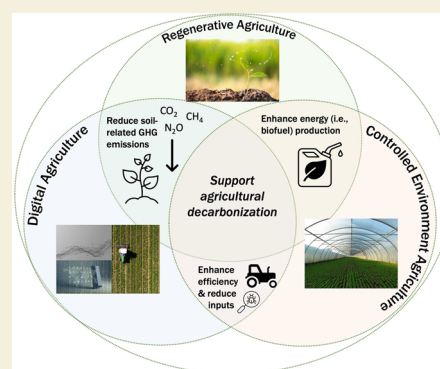 Regenerative Agriculture
CO2
CH4
N2O
Reduce soil-
related GHG
emissions
Enhance energy (i.e.,
biofuel) production
Digital Agriculture
Controlled Environment Agriculture
Support
agricultural
decarbonization
Enhance
efficiency
& reduce
inputs